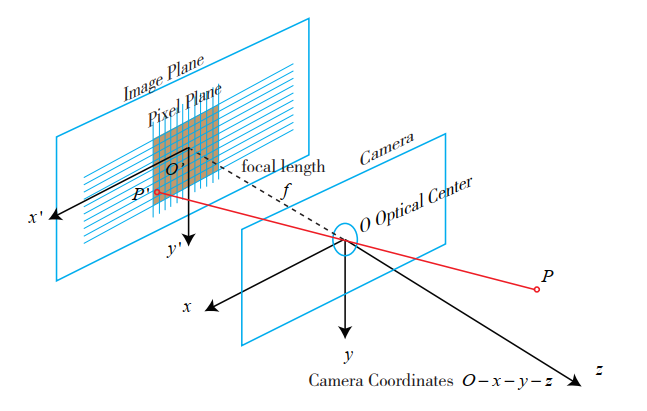 Image Plane
Pixel Plane
Camera
O'
focal length
f
P'
x'
y'
O Optical Center
P
x
y
z
Camera Coordinates O-x-y-z